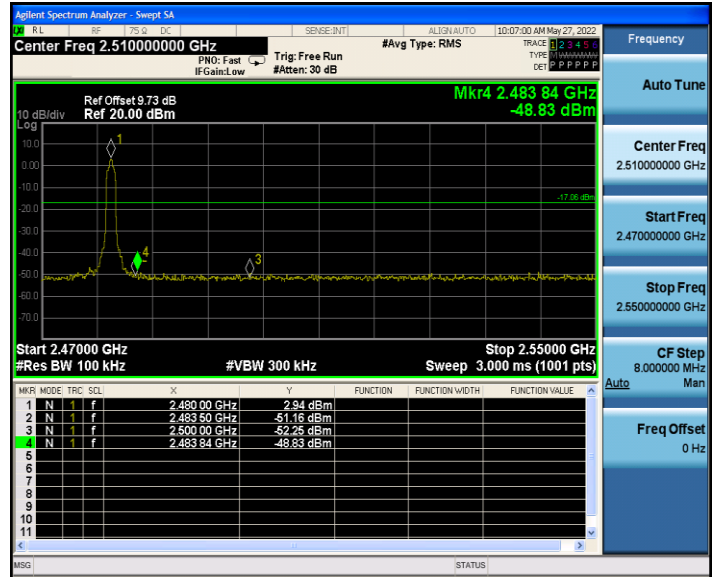 Agilent Spectrum Analyzer - Swept SA
RL RF 75 Ω DC SENSE:INT ALIGNAUTO 10:07:00 AM May 27, 2022
Center Freq 2.510000000 GHz
PNO: Fast
IFGain:Low
Trig: Free Run
#Atten: 30 dB
#Avg Type: RMS
TRACE 1 2 3 4 5 6
TYPE
DET P P P P P P
Mkr4 2.483 84 GHz
-48.83 dBm
Ref Offset 9.73 dB
10 dB/div Ref 20.00 dBm
Log
10.0
0.00
-10.0
-20.0
-30.0
-40.0
-50.0
-60.0
-70.0
1
4
3
-17.06 dBm
Start 2.47000 GHz Stop 2.55000 GHz
#Res BW 100 kHz #VBW 300 kHz Sweep 3.000 ms (1001 pts)
MKR MODE TRC SCL X Y FUNCTION FUNCTION WIDTH FUNCTION VALUE
1 N 1 f 2.480 00 GHz 2.94 dBm
2 N 1 f 2.483 50 GHz -51.16 dBm
3 N 1 f 2.500 00 GHz -52.25 dBm
4 N 1 f 2.483 84 GHz -48.83 dBm
5
6
7
8
9
10
11
MSG STATUS
Frequency
Auto Tune
Center Freq
2.510000000 GHz
Start Freq
2.470000000 GHz
Stop Freq
2.550000000 GHz
CF Step
8.000000 MHz
Auto Man
Freq Offset
0 Hz